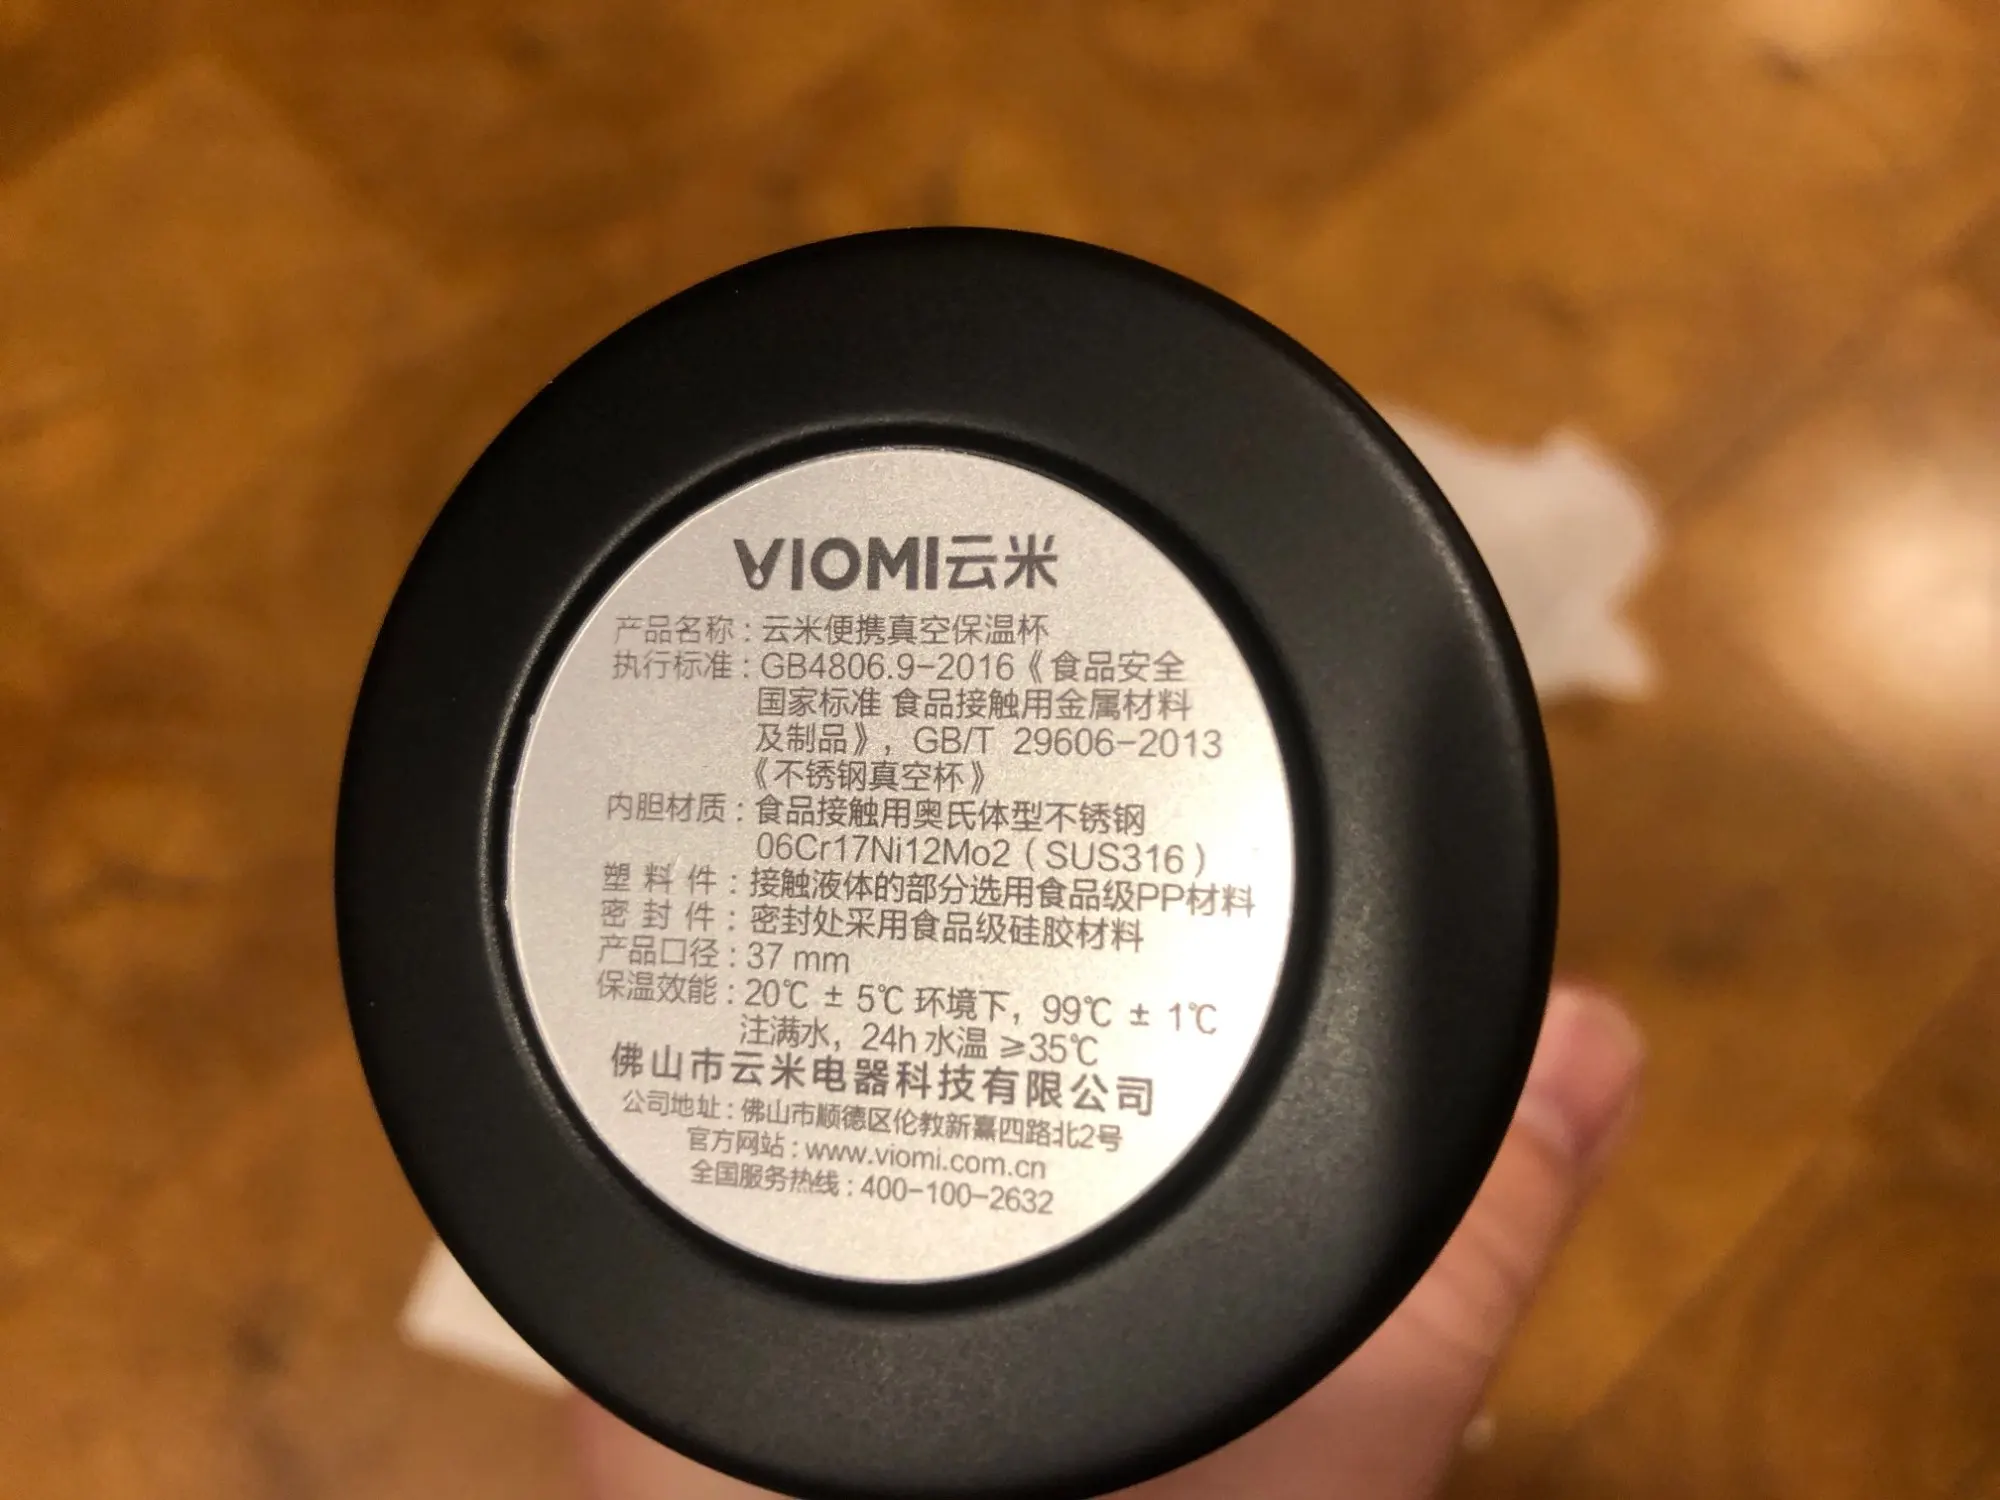 VIOMI云米
产品名称：云米便携真空保温杯
执行标准：GB4806.9-2016《食品安全
国家标准 食品接触用金属材料
及制品》，GB/T 29606-2013
《不锈钢真空杯》
内胆材质：食品接触用奥氏体型不锈钢
06Cr17Ni12Mo2（SUS316）
塑 料 件：接触液体的部分选用食品级PP材料
密 封 件：密封处采用食品级硅胶材料
产品口径：37 mm
保温效能：20℃ ± 5℃ 环境下，99℃ ± 1℃
注满水，24h 水温 ≥35℃
佛山市云米电器科技有限公司
公司地址：佛山市顺德区伦教新熹四路北2号
官方网站：www.viomi.com.cn
全国服务热线：400-100-2632